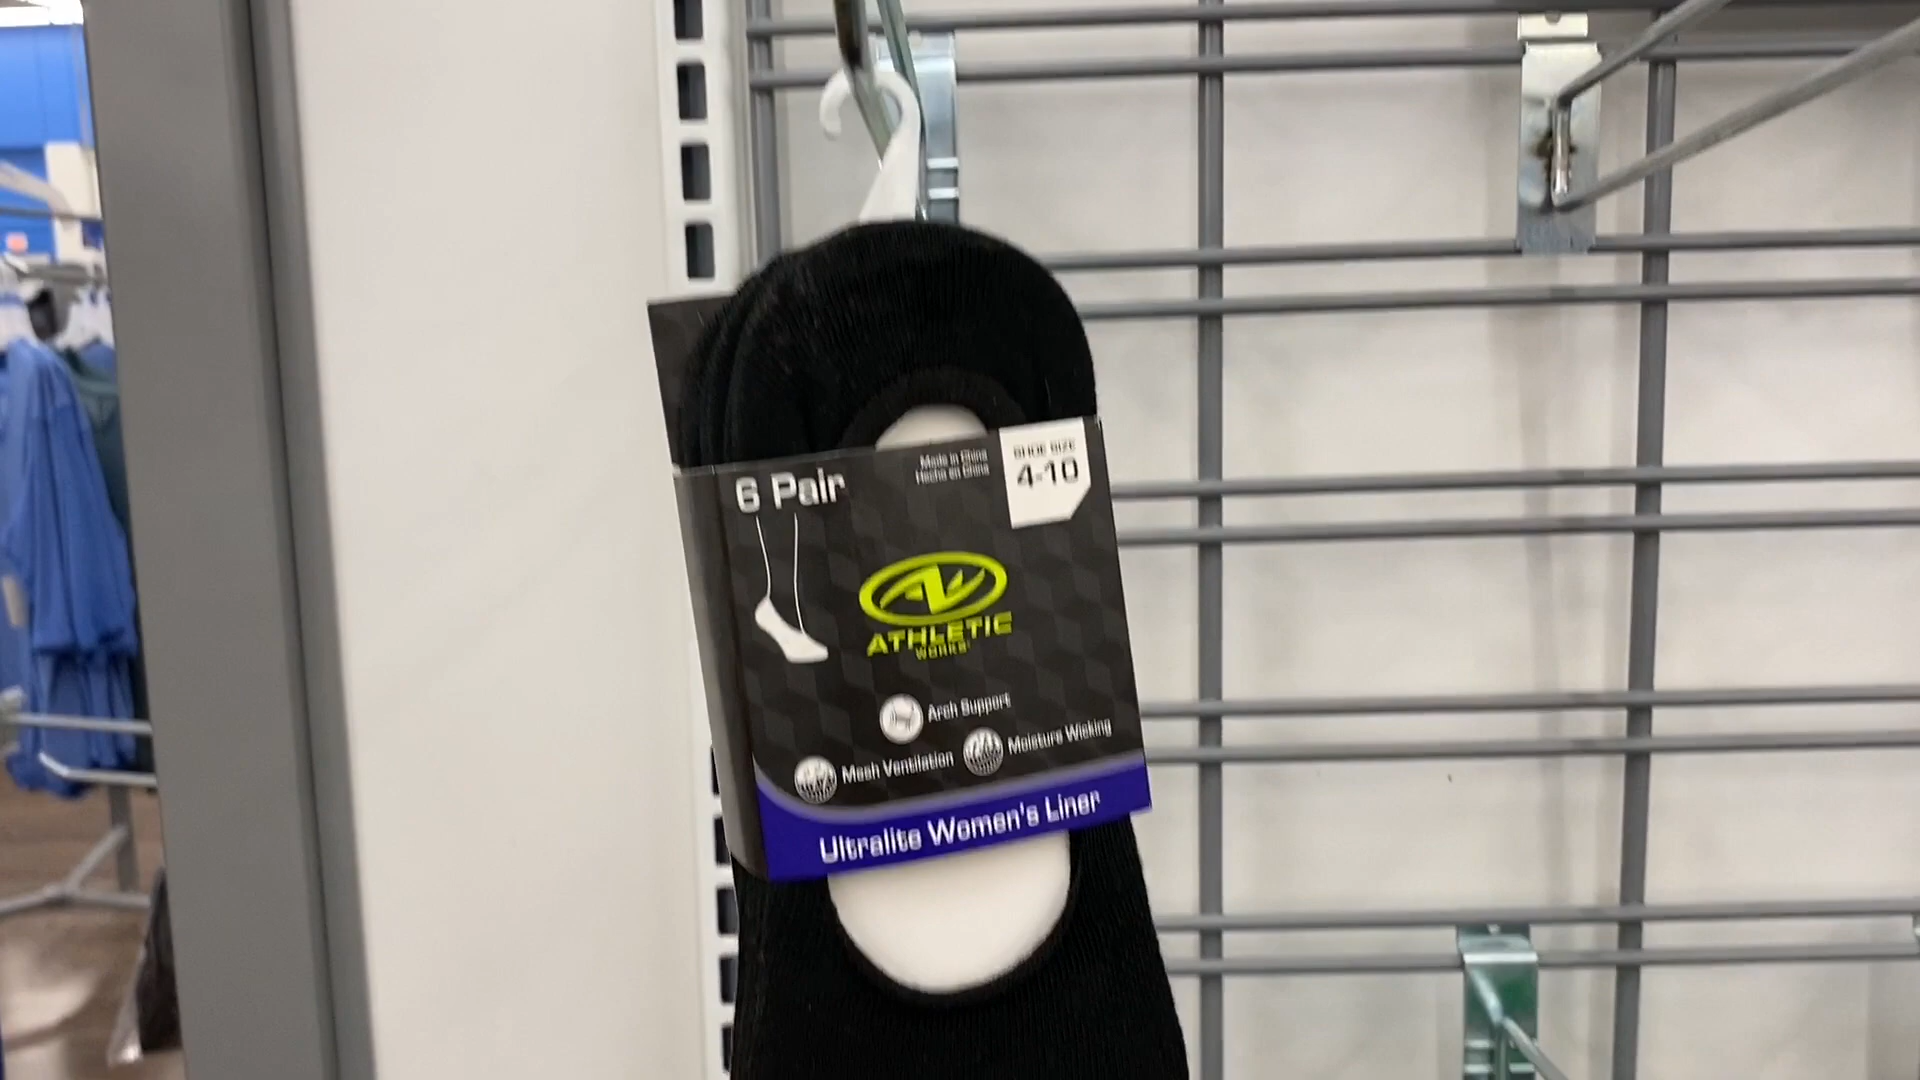 6 Pair
Made in China
Hecho en China
SHOE SIZE
4-10
ATHLETIC
WORKS
Arch Support
Mesh Ventilation
Moisture Wicking
Ultralite Women's Liner